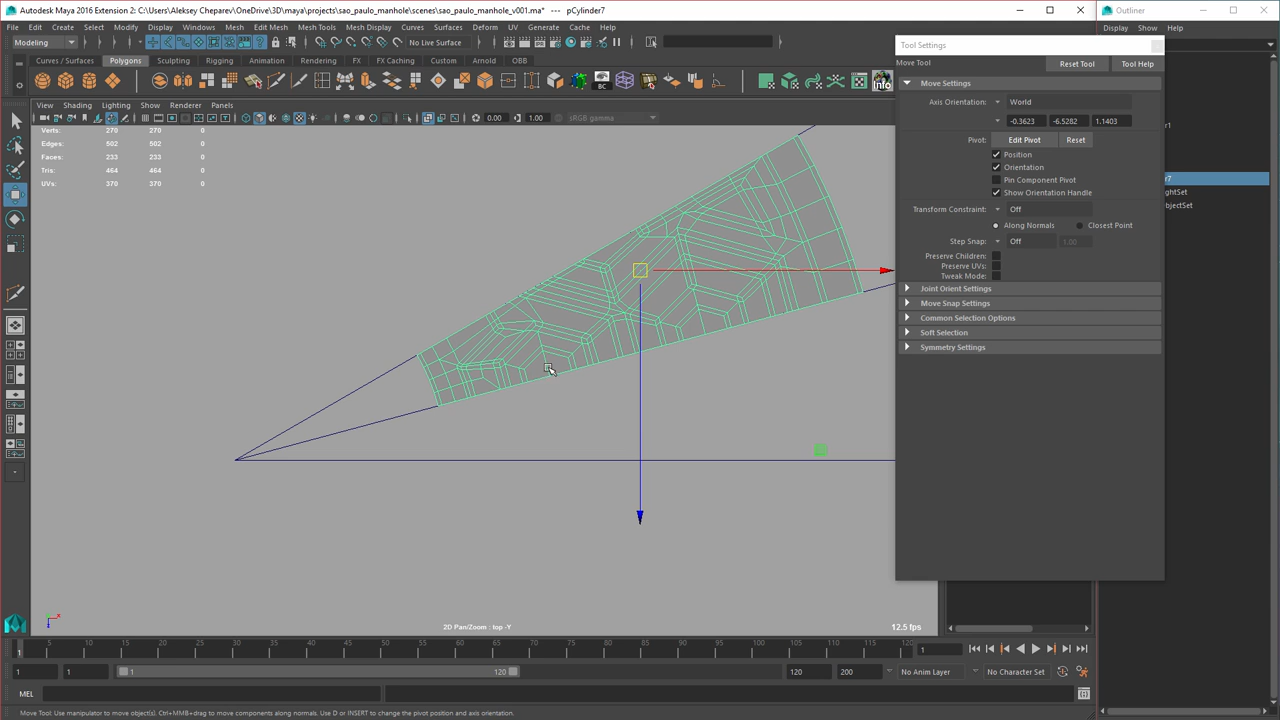 Autodesk Maya 2016 Extension 2: C:\Users\Aleksey Cheparev\OneDrive\3D\maya\projects\sao_paulo_manhole\scenes\sao_paulo_manhole_v001.ma* --- pCylinder7
Outliner
File Edit Create Select Modify Display Windows Mesh Edit Mesh Mesh Tools Mesh Display Curves Surfaces Deform UV Generate Cache Help
Display Show Help
Modeling
No Live Surface
Tool Settings
Curves / Surfaces Polygons Sculpting Rigging Animation Rendering FX FX Caching Custom Arnold OBB
Move Tool Reset Tool Tool Help
BC
info
Move Settings
Axis Orientation: World
-0.3623 -6.5282 1.1403
View Shading Lighting Show Renderer Panels
0.00 1.00 sRGB gamma
Verts: 270 270 0
Edges: 502 502 0
Faces: 233 233 0
Tris: 464 464 0
UVs: 370 370 0
Pivot: Edit Pivot Reset
Position
Orientation
Pin Component Pivot
Show Orientation Handle
Transform Constraint: Off
Along Normals Closest Point
Step Snap: Off 1.00
Preserve Children:
Preserve UVs:
Tweak Mode:
Joint Orient Settings
Move Snap Settings
Common Selection Options
Soft Selection
Symmetry Settings
r1
r7
ghtSet
bjectSet
2D Pan/Zoom : top -Y
12.5 fps
1 5 10 15 20 25 30 35 40 45 50 55 60 65 70 75 80 85 90 95 100 105 110 115 120
1
1 1 1 120 120 200 No Anim Layer No Character Set
MEL
Move Tool: Use manipulator to move object(s). Ctrl+MMB+drag to move components along normals. Use D or INSERT to change the pivot position and axis orientation.